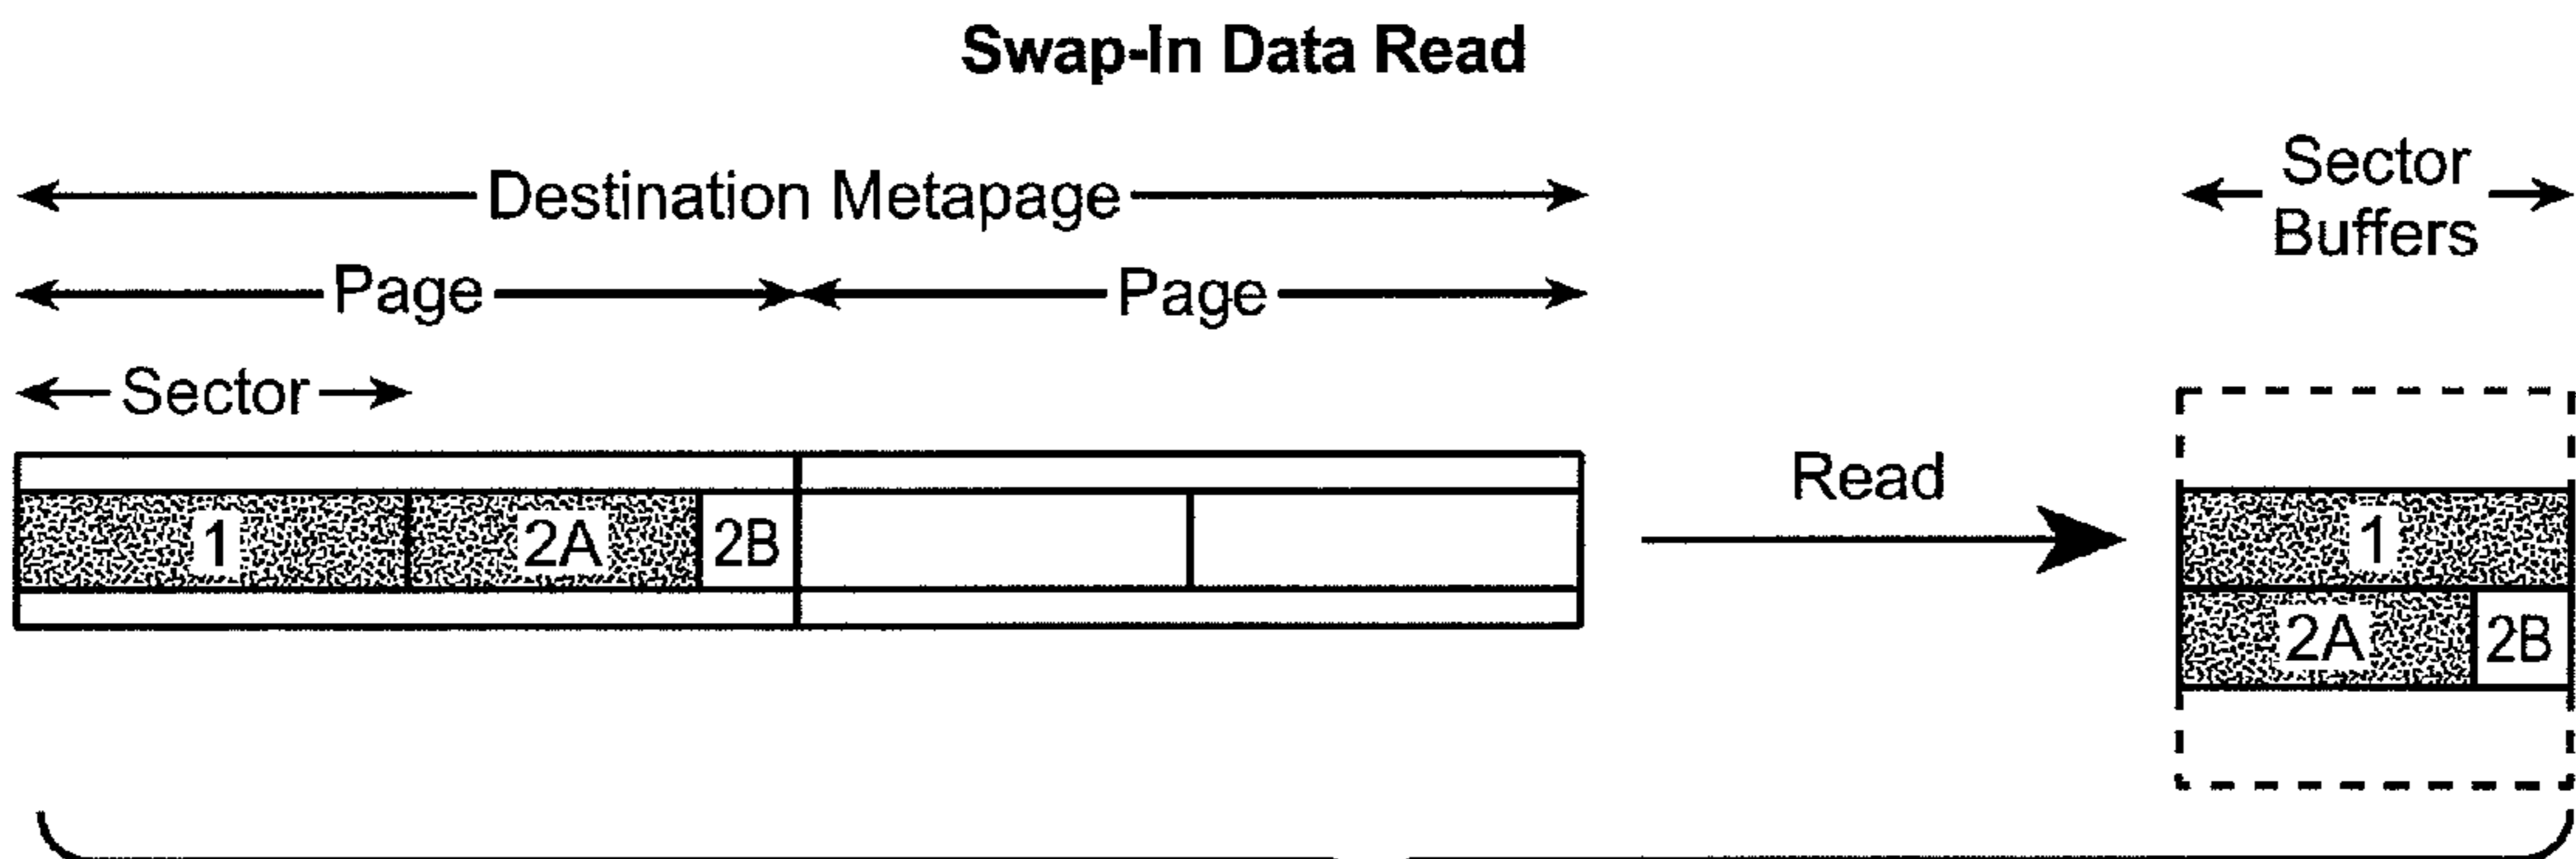 Swap-In Data Read
Destination Metapage
Sector
Buffers
Page Page
Sector
Read
1 2A 2B
1
2A 2B